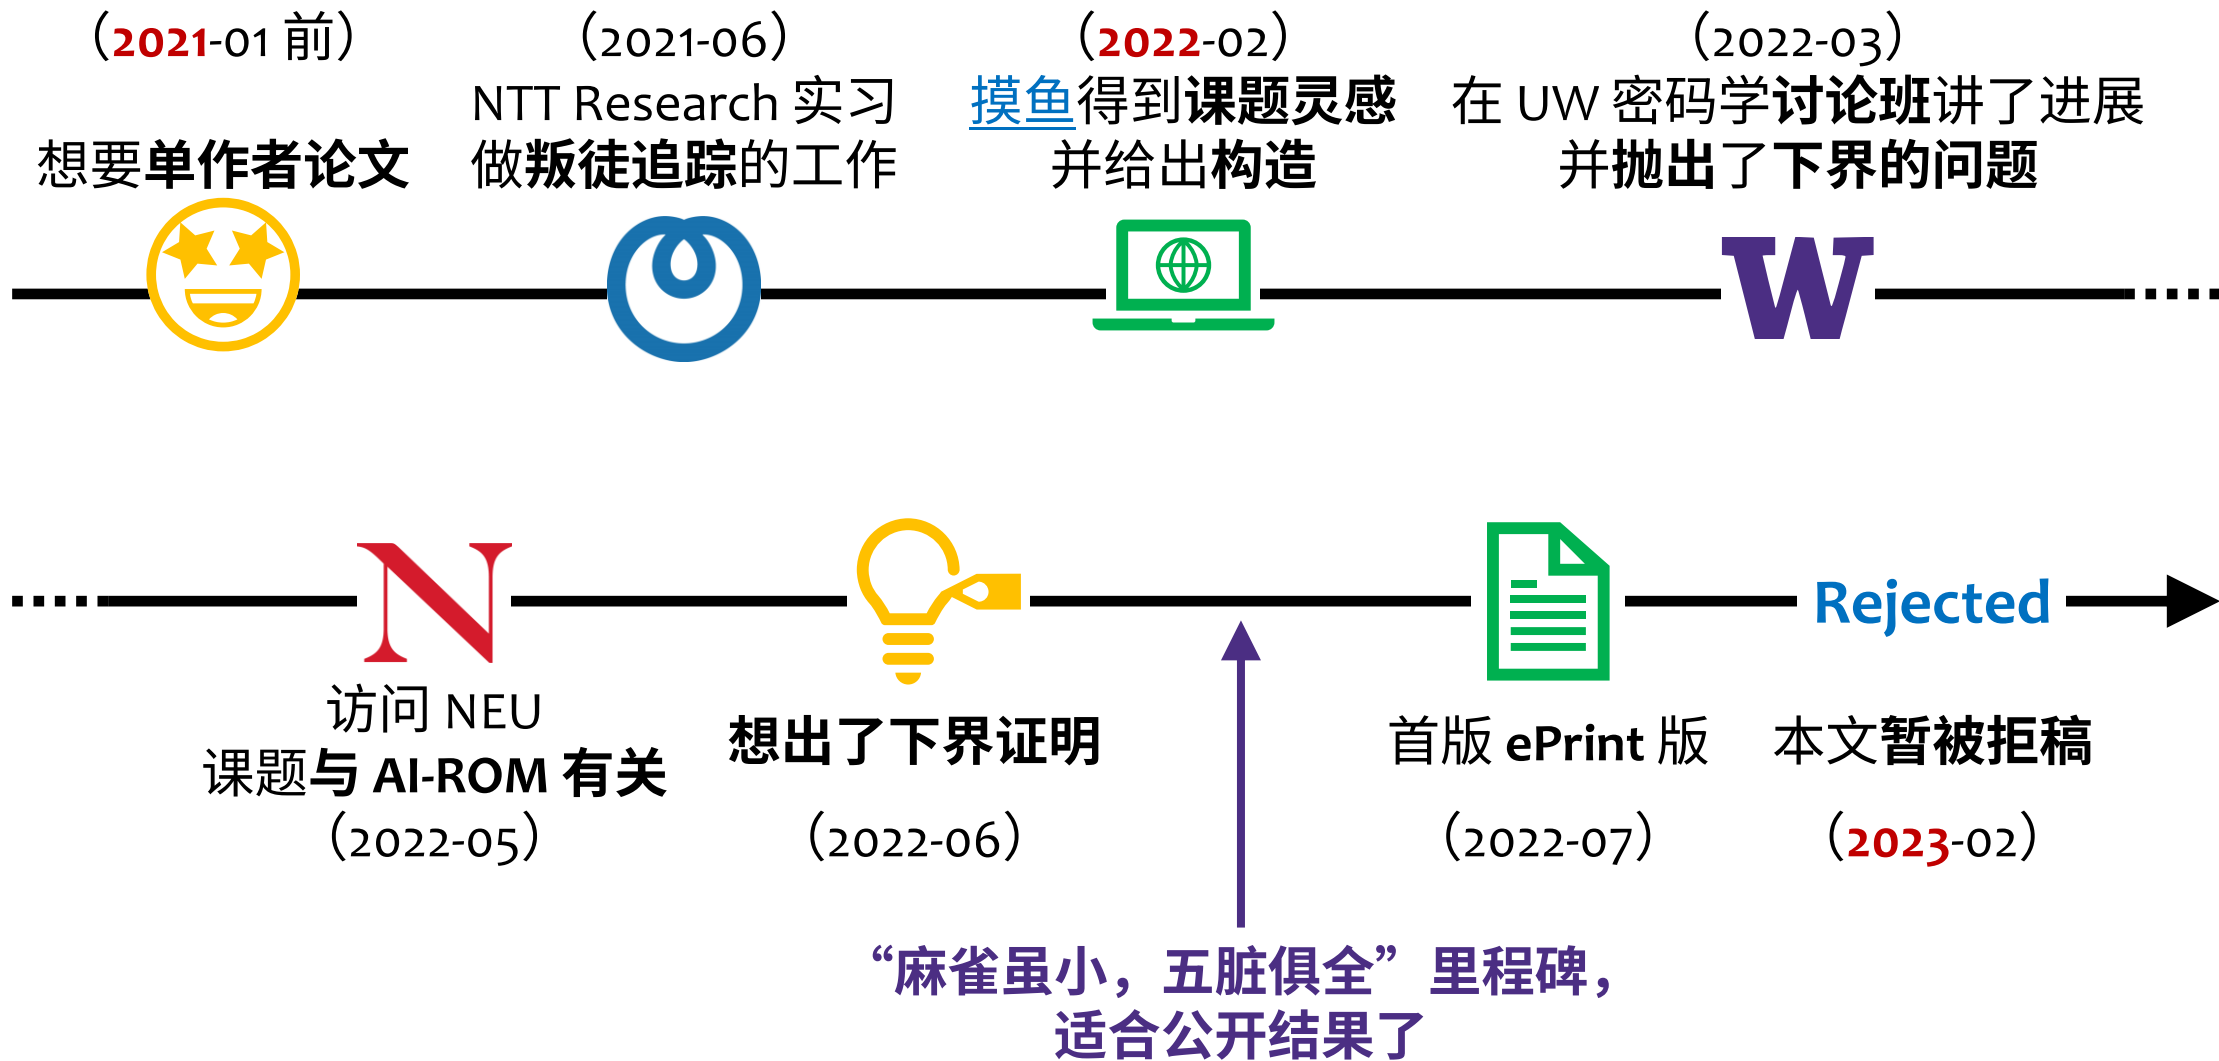 （2021-01 前）
想要单作者论文
（2021-06）
NTT Research 实习
做叛徒追踪的工作
（2022-02）
摸鱼得到课题灵感
并给出构造
（2022-03）
在 UW 密码学讨论班讲了进展
并抛出了下界的问题
W
N
访问 NEU
课题与 AI-ROM 有关
（2022-05）
想出了下界证明
（2022-06）
“麻雀虽小，五脏俱全”里程碑，
适合公开结果了
首版 ePrint 版
（2022-07）
Rejected
本文暂被拒稿
（2023-02）